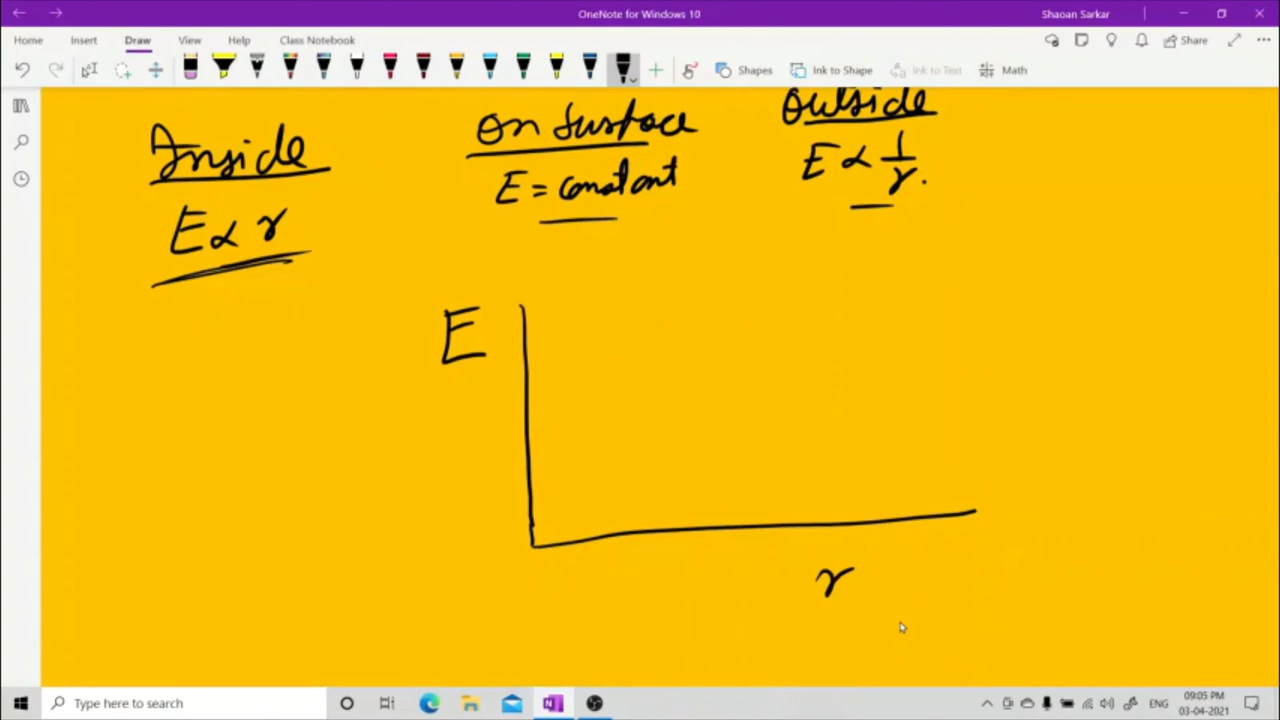 OneNote for Windows 10
Shaoan Sarkar
Home Insert Draw View Help Class Notebook
Share
Shapes Ink to Shape Ink to Text Math
Inside
E ∝ r
On Surface
E = constant
Outside
E ∝ 1/r.
E
r
Type here to search
ENG
09:05 PM
03-04-2021